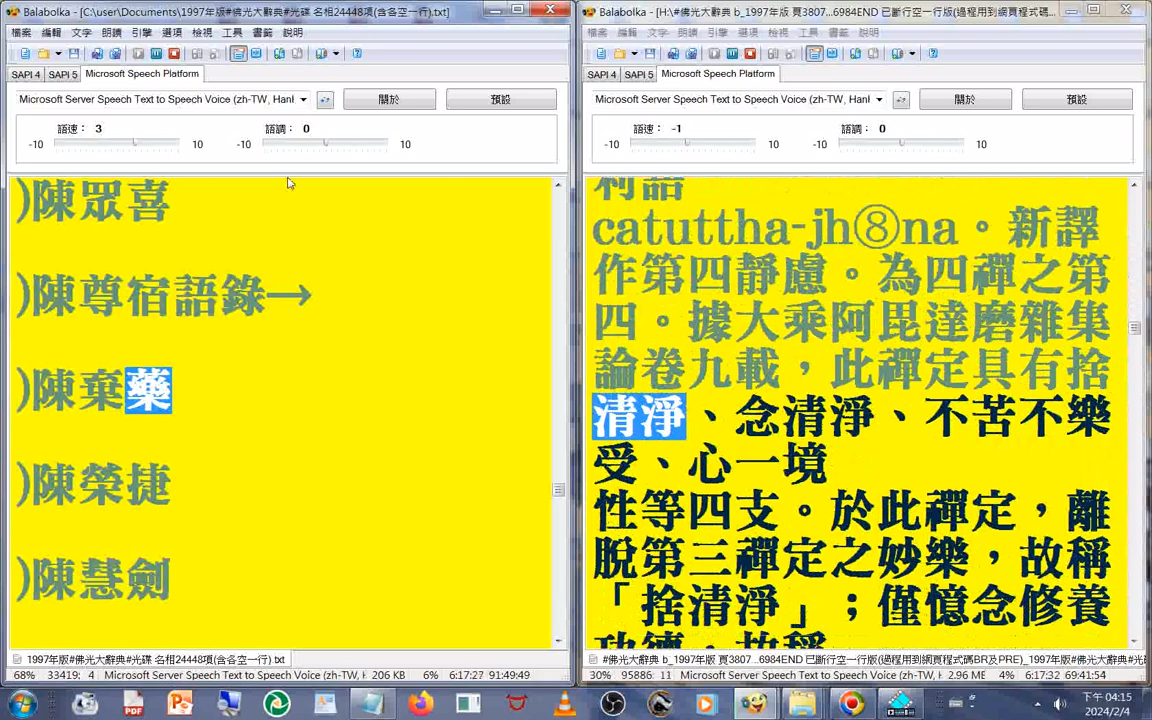 Balabolka - [C:\user\Documents\1997年版#佛光大辭典#光碟 名相24448項(含各空一行).txt]
檔案 編輯 文字 朗讀 引擎 選項 檢視 工具 書籤 說明
SAPI 4 SAPI 5 Microsoft Speech Platform
Microsoft Server Speech Text to Speech Voice (zh-TW, Hanl 關於 預設
語速： 3 語調： 0
-10 10 -10 10
)陳眾喜
)陳尊宿語錄→
)陳棄藥
)陳榮捷
)陳慧劍
1997年版#佛光大辭典#光碟 名相24448項(含各空一行).txt
68% 33419: 4 Microsoft Server Speech Text to Speech Voice (zh-TW, H 206 KB 6% 6:17:27 91:49:49
Balabolka - [H:\#佛光大辭典 b_1997年版 頁3807...6984END 已斷行空一行版(過程用到網頁程式碼...
檔案 編輯 文字 朗讀 引擎 選項 檢視 工具 書籤 說明
SAPI 4 SAPI 5 Microsoft Speech Platform
Microsoft Server Speech Text to Speech Voice (zh-TW, Hanl 關於 預設
語速： -1 語調： 0
-10 10 -10 10
利語
catuttha-jh⑧na。新譯
作第四靜慮。為四禪之第
四。據大乘阿毘達磨雜集
論卷九載，此禪定具有捨
清淨、念清淨、不苦不樂
受、心一境
性等四支。於此禪定，離
脫第三禪定之妙樂，故稱
「捨清淨」；僅憶念修養
功德，故稱
#佛光大辭典 b_1997年版 頁3807...6984END 已斷行空一行版(過程用到網頁程式碼BR及PRE)_1997年版#光
30% 95886: 11 Microsoft Server Speech Text to Speech Voice (zh-TW, H 2.96 ME 4% 6:17:32 69:41:54
PDF
下午 04:15
2024/2/4